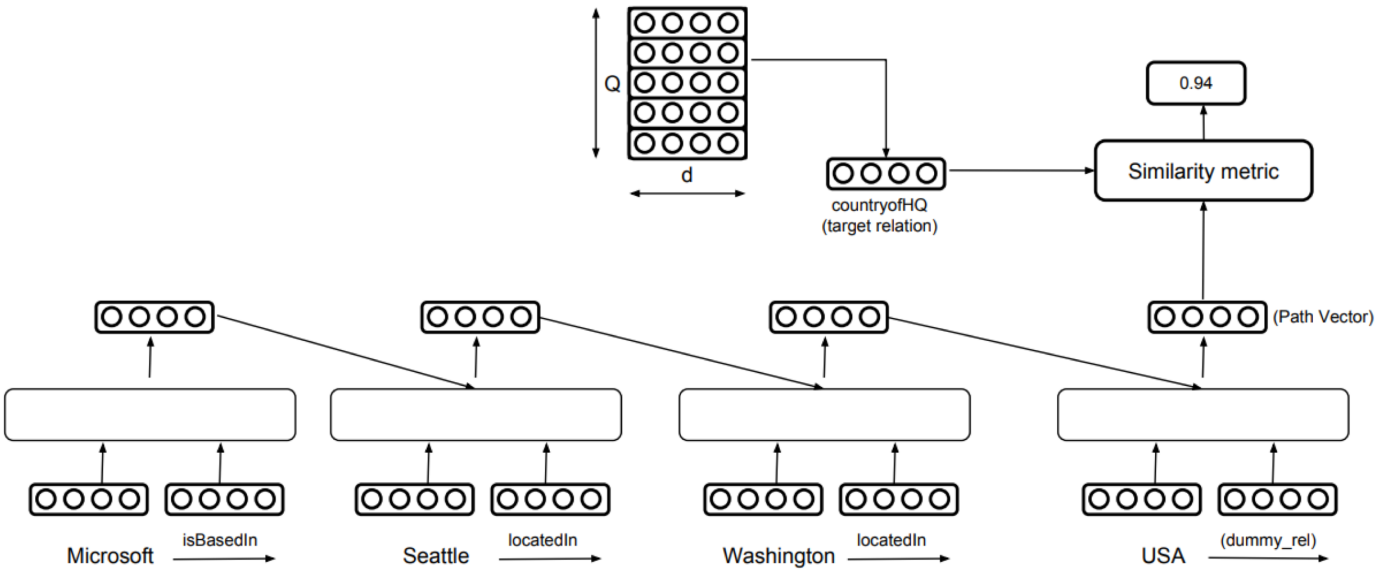 Q
d
0.94
Similarity metric
countryofHQ
(target relation)
(Path Vector)
Microsoft isBasedIn Seattle locatedIn Washington locatedIn USA (dummy_rel)